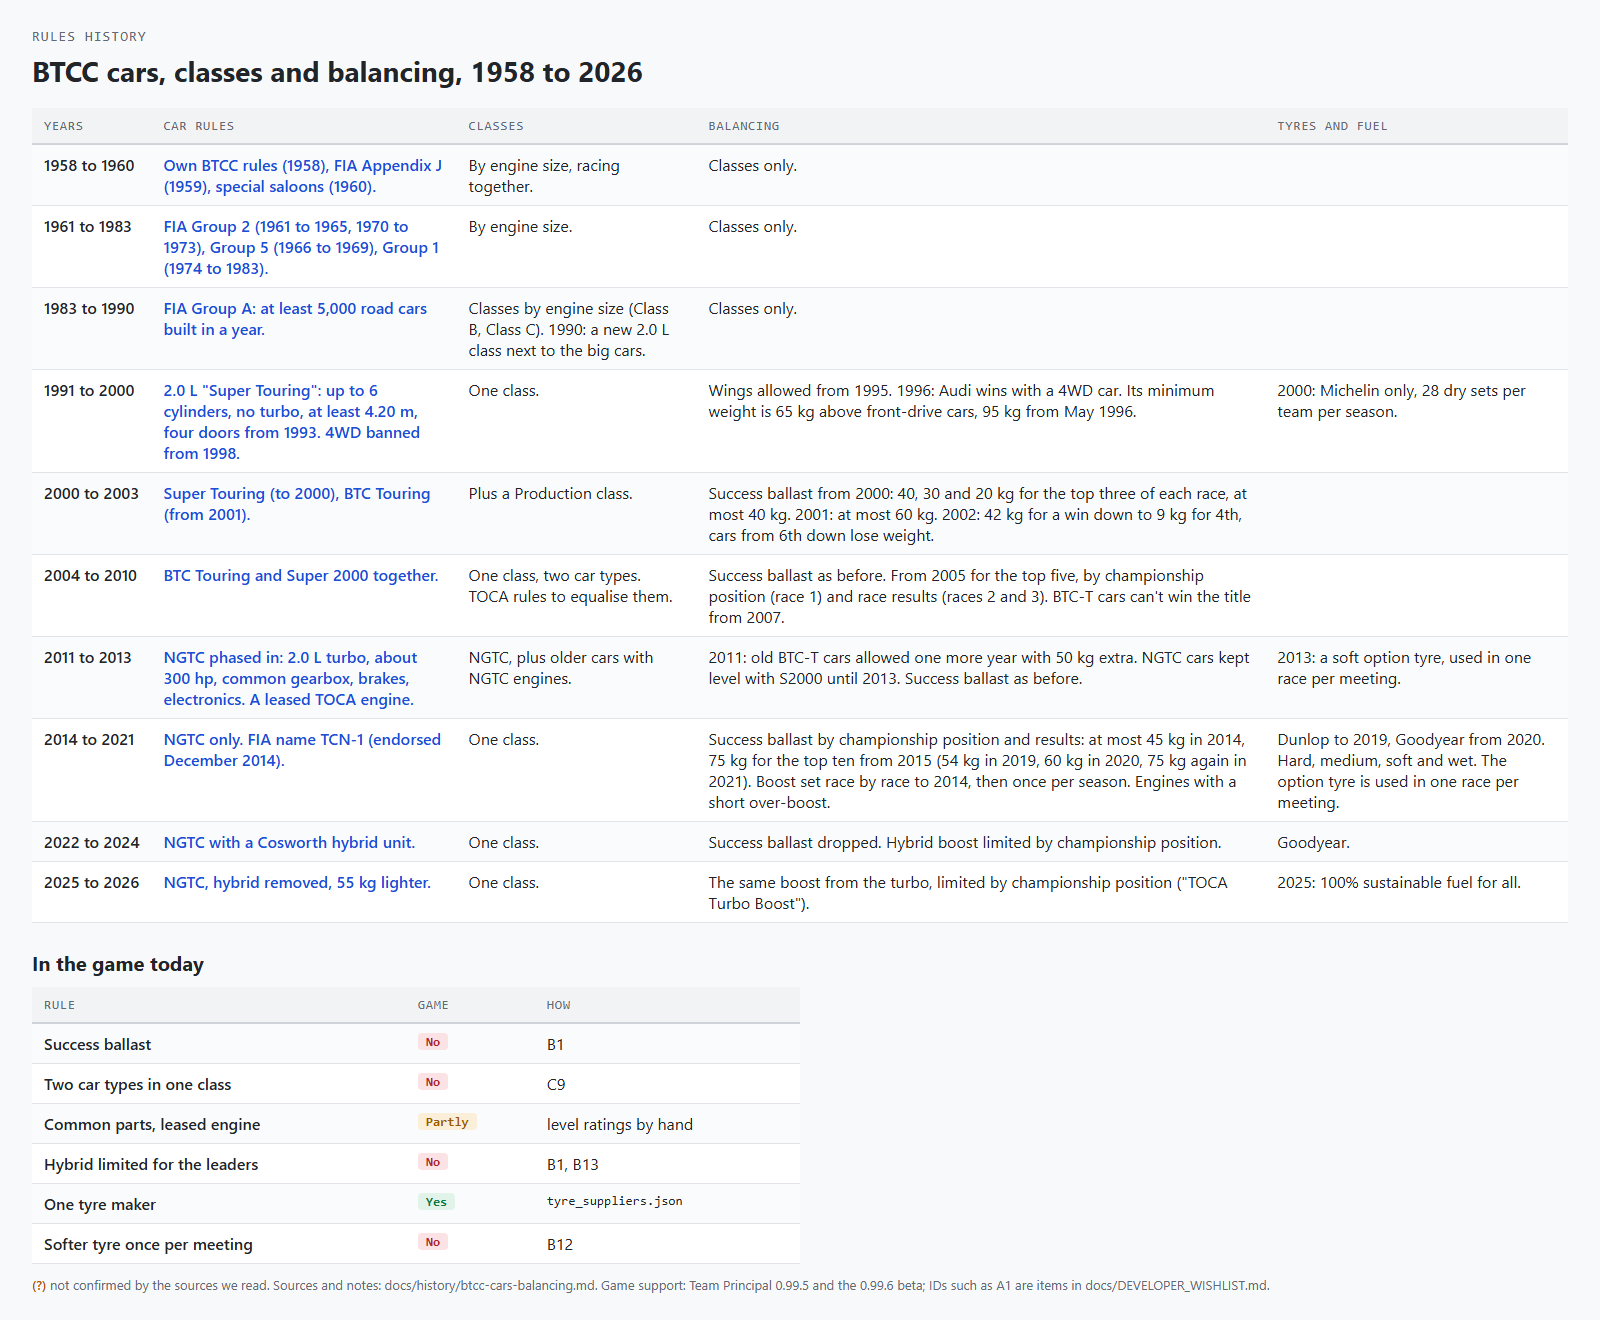 RULES HISTORY
BTCC cars, classes and balancing, 1958 to 2026
YEARS CAR RULES CLASSES BALANCING TYRES AND FUEL
1958 to 1960 Own BTCC rules (1958), FIA Appendix J By engine size, racing Classes only.
(1959), special saloons (1960). together.
1961 to 1983 FIA Group 2 (1961 to 1965, 1970 to By engine size. Classes only.
1973), Group 5 (1966 to 1969), Group 1
(1974 to 1983).
1983 to 1990 FIA Group A: at least 5,000 road cars Classes by engine size (Class Classes only.
built in a year. B, Class C). 1990: a new 2.0 L
class next to the big cars.
1991 to 2000 2.0 L "Super Touring": up to 6 One class. Wings allowed from 1995. 1996: Audi wins with a 4WD car. Its minimum 2000: Michelin only, 28 dry sets per
cylinders, no turbo, at least 4.20 m, weight is 65 kg above front-drive cars, 95 kg from May 1996. team per season.
four doors from 1993. 4WD banned
from 1998.
2000 to 2003 Super Touring (to 2000), BTC Touring Plus a Production class. Success ballast from 2000: 40, 30 and 20 kg for the top three of each race, at
(from 2001). most 40 kg. 2001: at most 60 kg. 2002: 42 kg for a win down to 9 kg for 4th,
cars from 6th down lose weight.
2004 to 2010 BTC Touring and Super 2000 together. One class, two car types. Success ballast as before. From 2005 for the top five, by championship
TOCA rules to equalise them. position (race 1) and race results (races 2 and 3). BTC-T cars can't win the title
from 2007.
2011 to 2013 NGTC phased in: 2.0 L turbo, about NGTC, plus older cars with 2011: old BTC-T cars allowed one more year with 50 kg extra. NGTC cars kept 2013: a soft option tyre, used in one
300 hp, common gearbox, brakes, NGTC engines. level with S2000 until 2013. Success ballast as before. race per meeting.
electronics. A leased TOCA engine.
2014 to 2021 NGTC only. FIA name TCN-1 (endorsed One class. Success ballast by championship position and results: at most 45 kg in 2014, Dunlop to 2019, Goodyear from 2020.
December 2014). 75 kg for the top ten from 2015 (54 kg in 2019, 60 kg in 2020, 75 kg again in Hard, medium, soft and wet. The
2021). Boost set race by race to 2014, then once per season. Engines with a option tyre is used in one race per
short over-boost. meeting.
2022 to 2024 NGTC with a Cosworth hybrid unit. One class. Success ballast dropped. Hybrid boost limited by championship position. Goodyear.
2025 to 2026 NGTC, hybrid removed, 55 kg lighter. One class. The same boost from the turbo, limited by championship position ("TOCA 2025: 100% sustainable fuel for all.
Turbo Boost").
In the game today
RULE GAME HOW
Success ballast No B1
Two car types in one class No C9
Common parts, leased engine Partly level ratings by hand
Hybrid limited for the leaders No B1, B13
One tyre maker Yes tyre_suppliers.json
Softer tyre once per meeting No B12
(?) not confirmed by the sources we read. Sources and notes: docs/history/btcc-cars-balancing.md. Game support: Team Principal 0.99.5 and the 0.99.6 beta; IDs such as A1 are items in docs/DEVELOPER_WISHLIST.md.